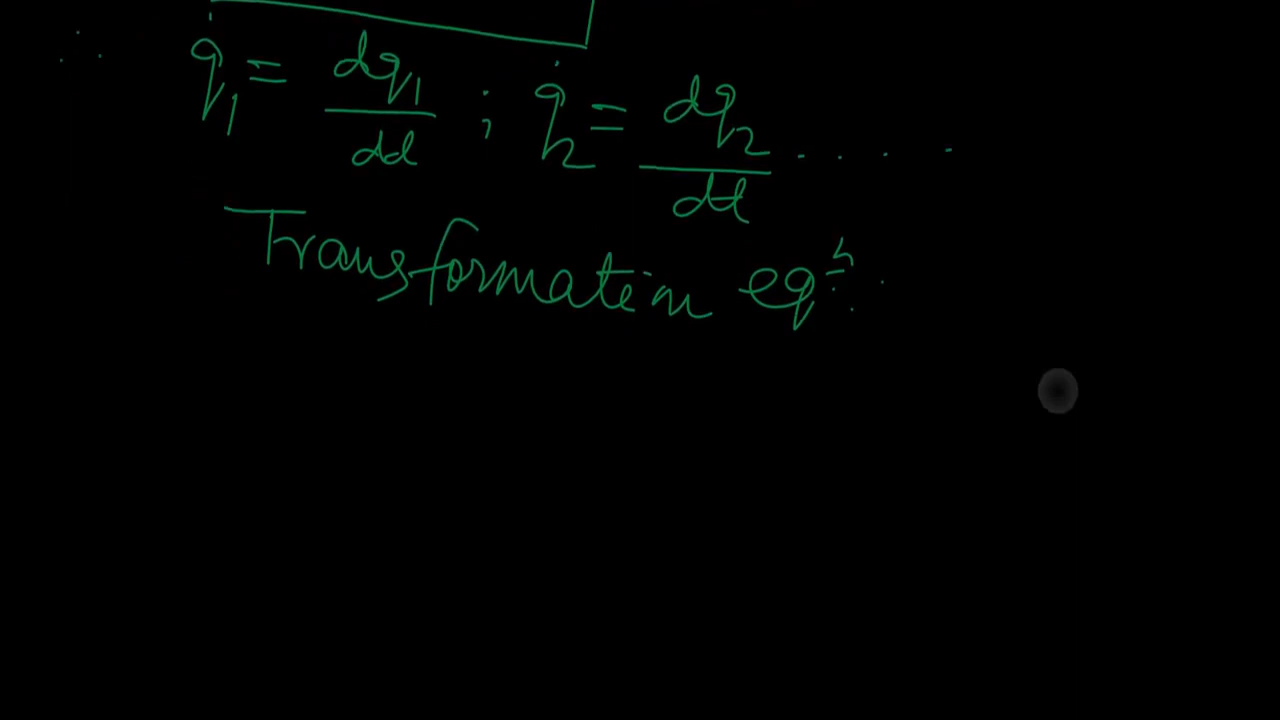 ∴ q̇₁ = dq₁/dt ; q̇₂ = dq₂/dt . . . .
Transformation eqⁿ.